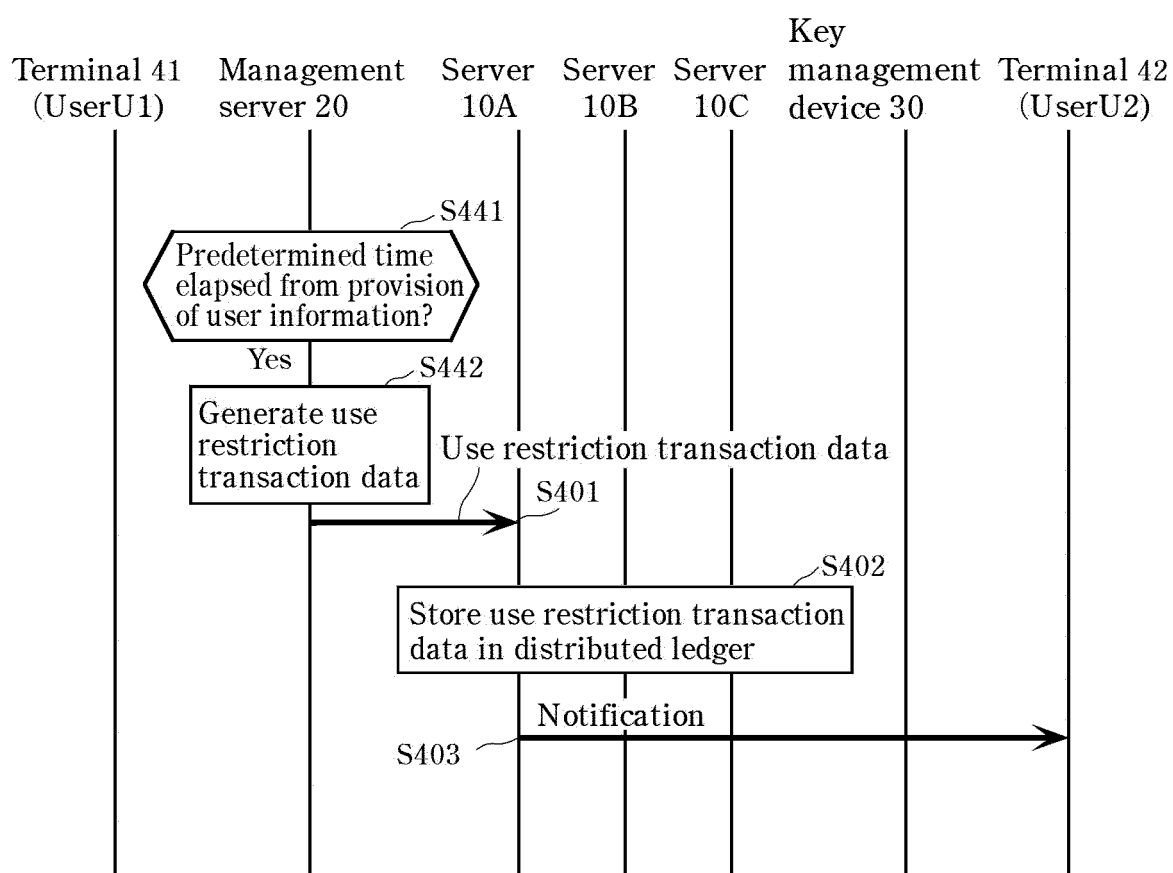 Terminal 41
(UserU1)
Management
server 20
Server
10A
Server
10B
Server
10C
Key
management
device 30
Terminal 42
(UserU2)
S441
Predetermined time
elapsed from provision
of user information?
Yes
S442
Generate use
restriction
transaction data
Use restriction transaction data
S401
S402
Store use restriction transaction
data in distributed ledger
Notification
S403